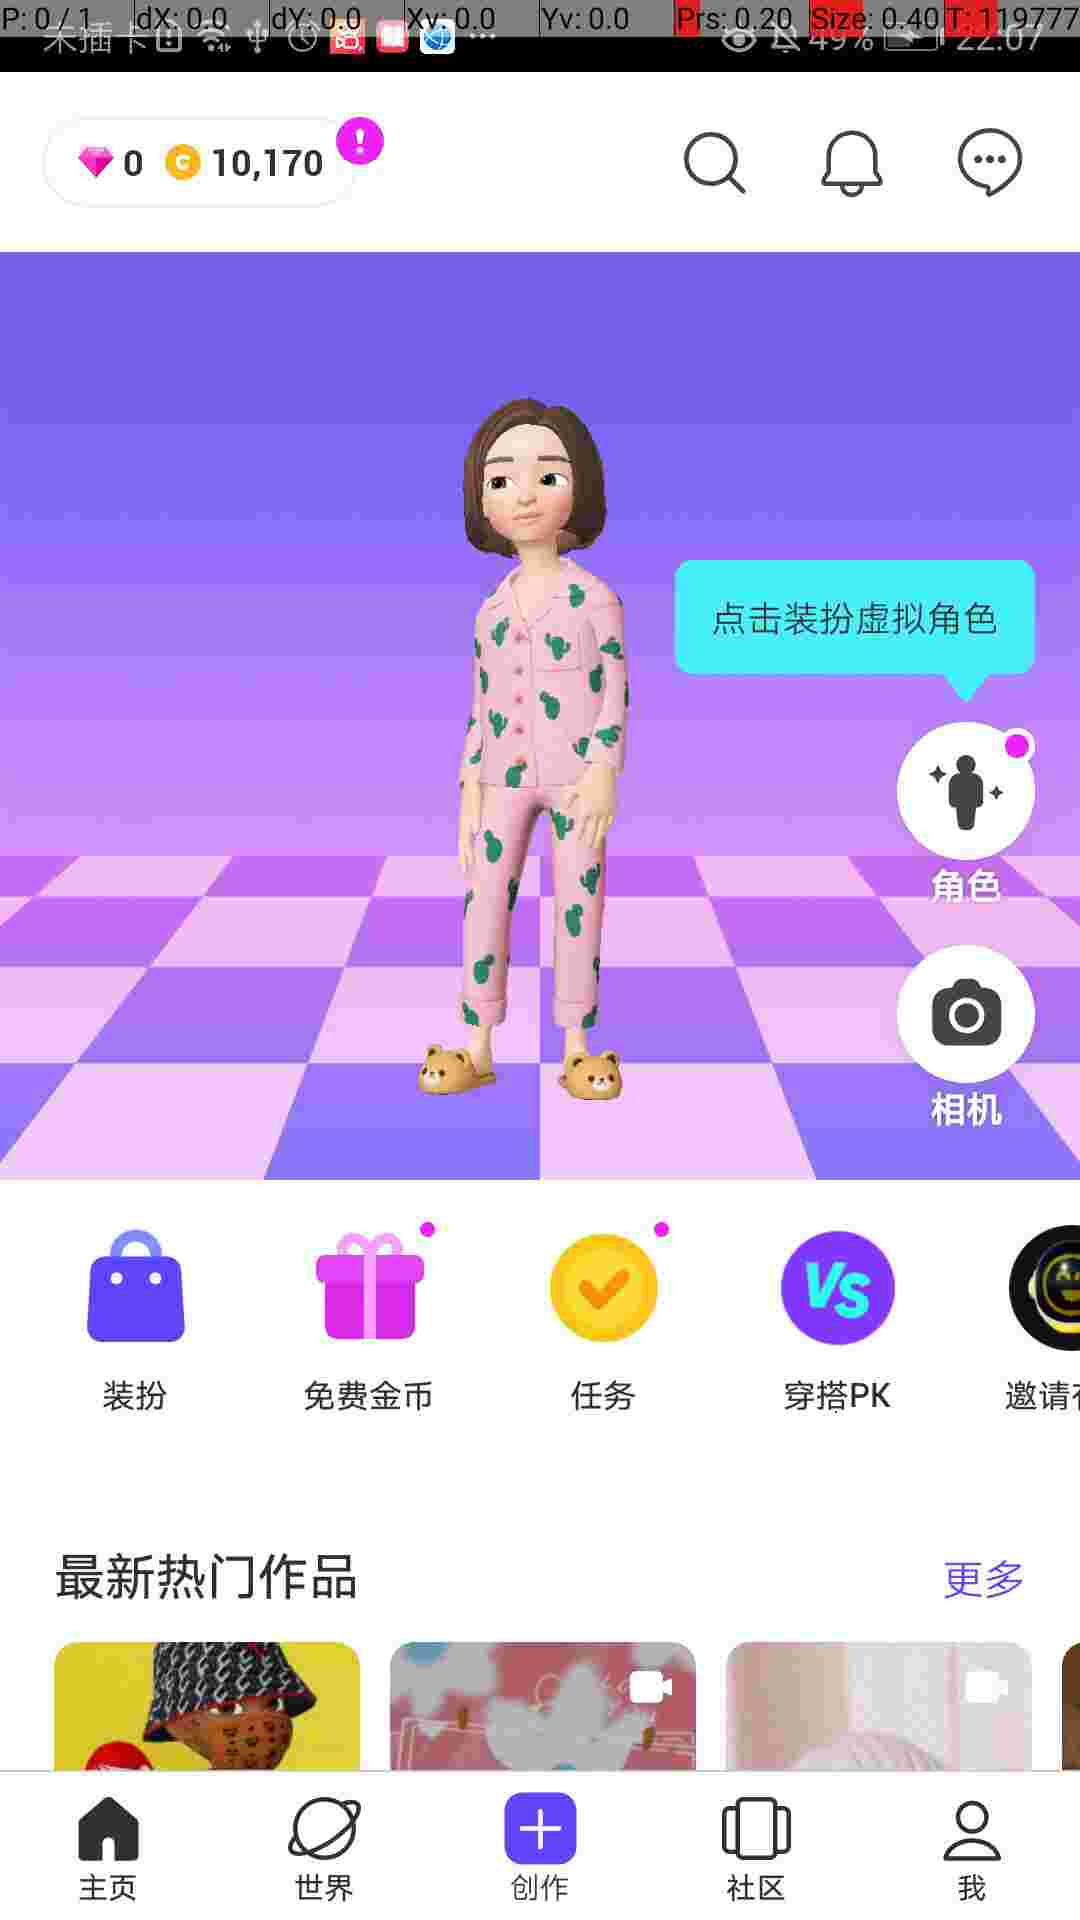 P: 0 / 1 dX: 0.0 dY: 0.0 Xv: 0.0 Yv: 0.0 Prs: 0.20 Size: 0.40 T: 119777
未插卡 49% 22:07
0 C 10,170
点击装扮虚拟角色
角色
相机
VS
装扮 免费金币 任务 穿搭PK 邀请
最新热门作品 更多
主页 世界 创作 社区 我